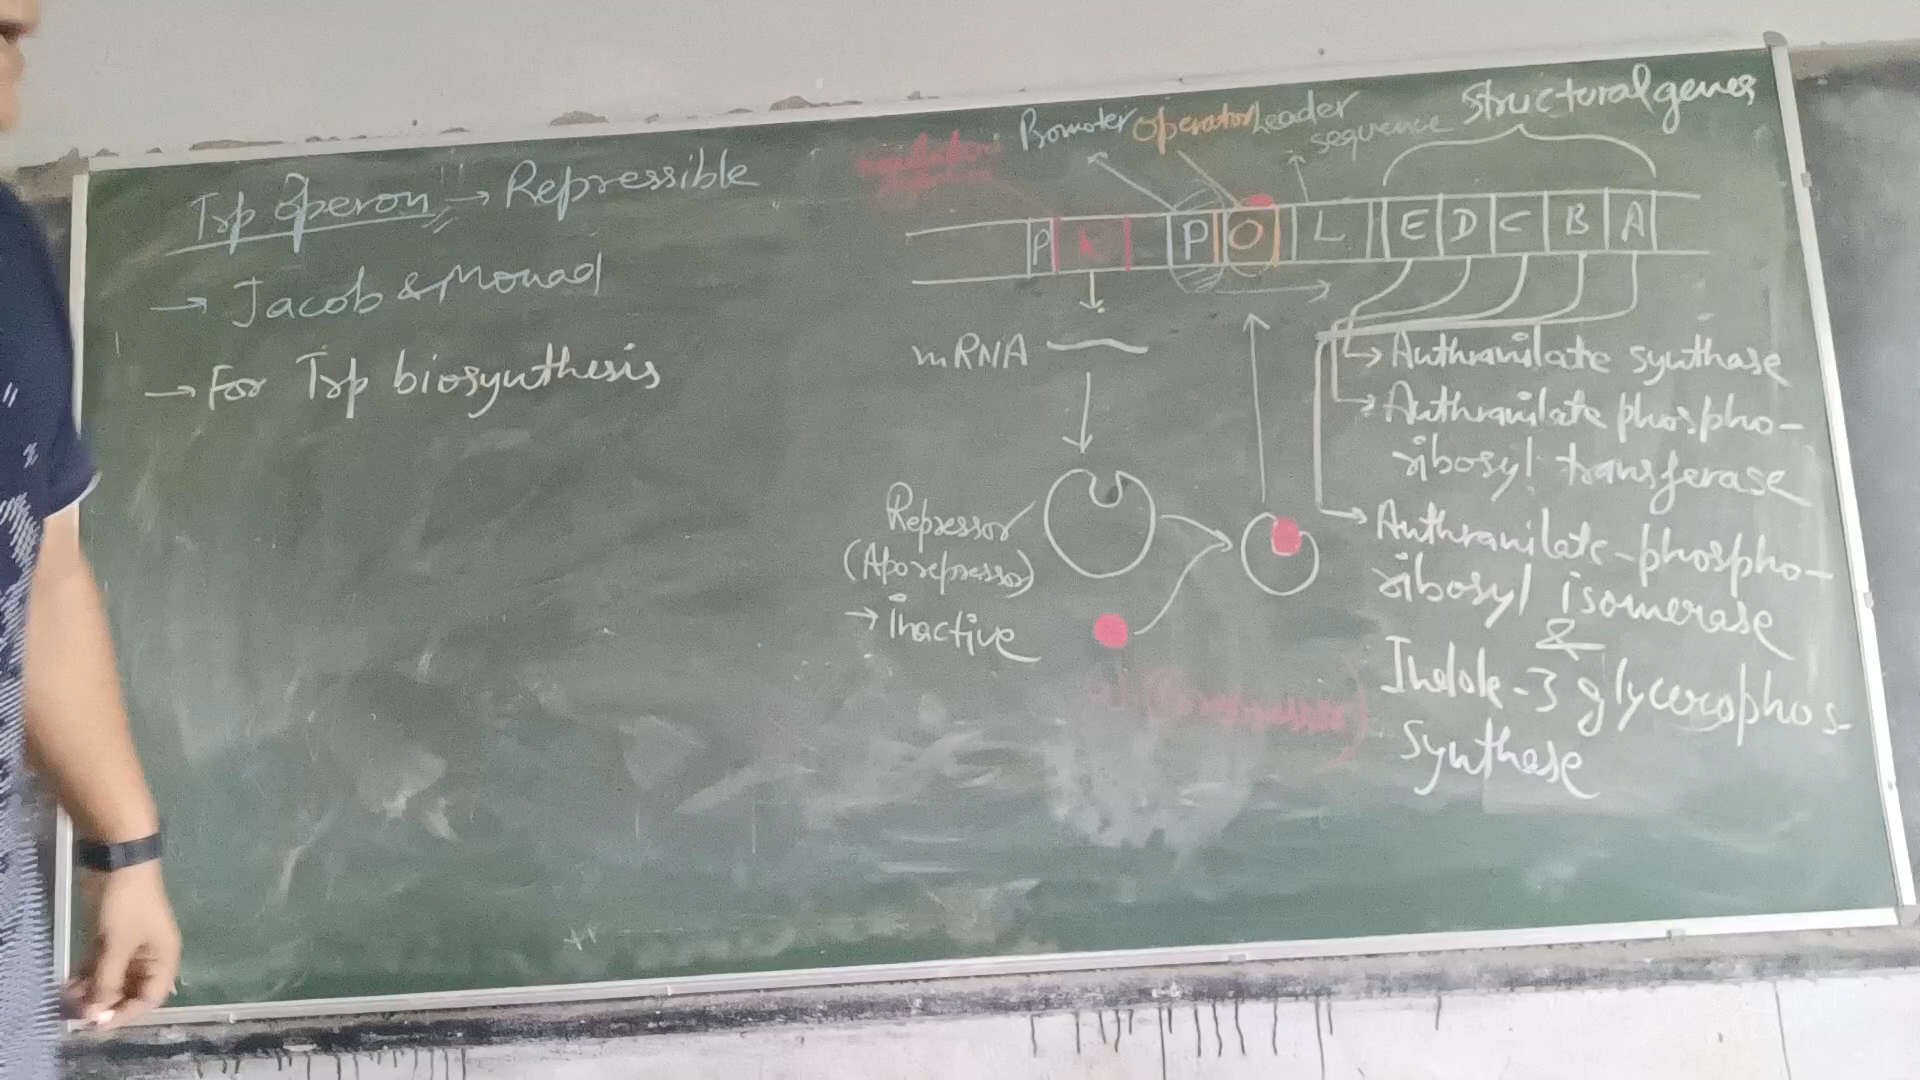 Trp operon → Repressible
→ Jacob & Monad
→ For Trp biosynthesis
Promoter Operator Leader sequence Structural genes
P R P O L E D C B A
mRNA
Repressor
(Aporepressor)
→ inactive
(Corepressor)
→ Anthranilate synthase
→ Anthranilate phospho-
ribosyl transferase
→ Anthranilate-phospho-
ribosyl isomerase
&
Indole-3 glycerophos-
synthase